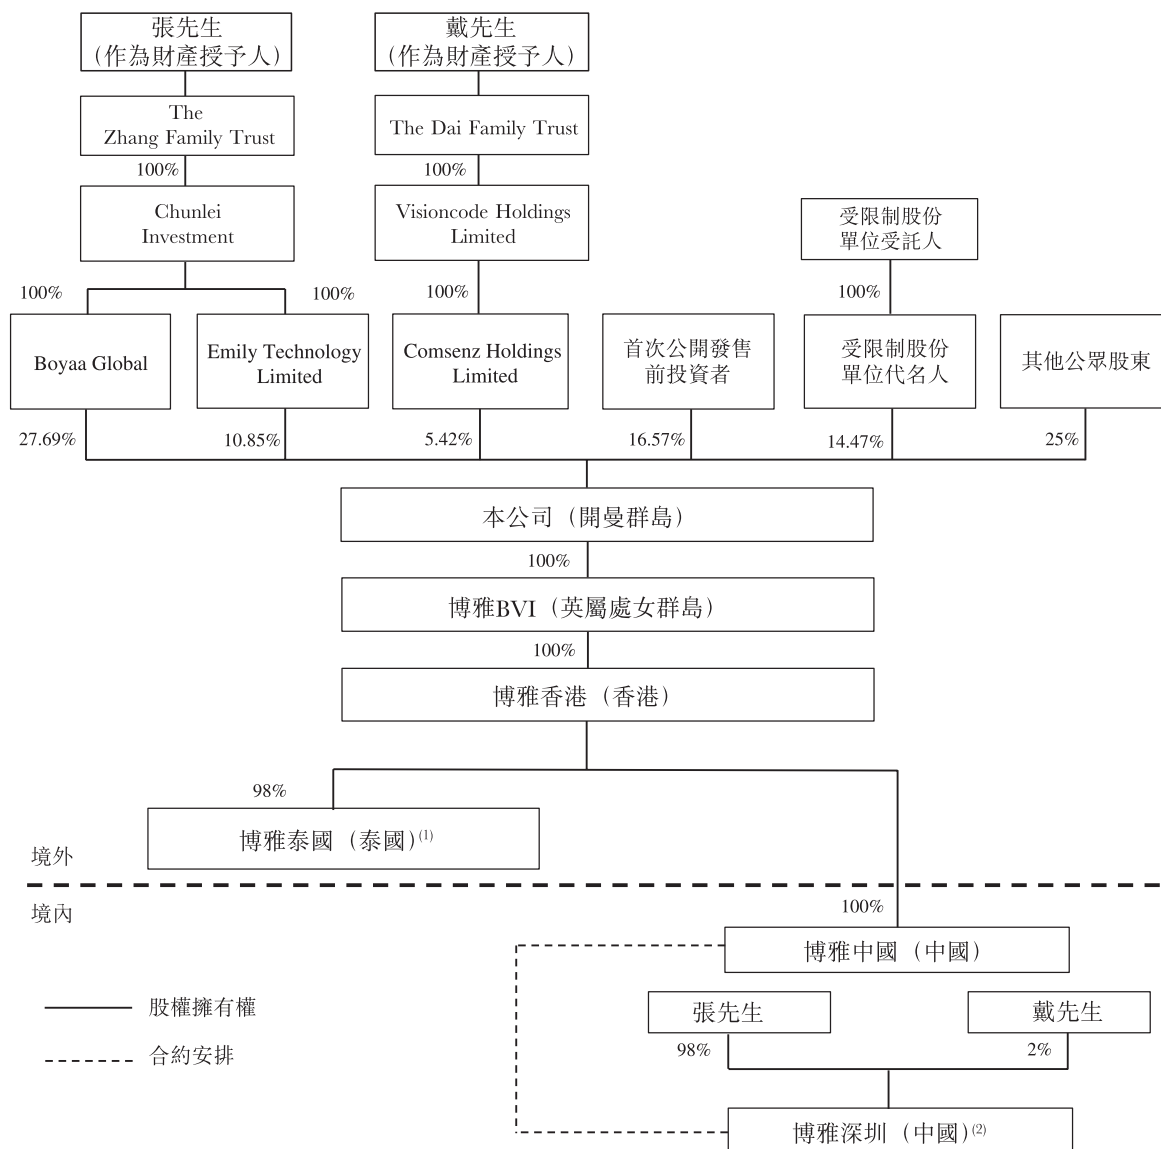 張先生
(作為財產授予人)
戴先生
(作為財產授予人)
The
Zhang Family Trust
The Dai Family Trust
100%
100%
Chunlei
Investment
Visioncode Holdings
Limited
受限制股份
單位受託人
100%
100%
100%
100%
Boyaa Global
Emily Technology
Limited
Comsenz Holdings
Limited
首次公開發售
前投資者
受限制股份
單位代名人
其他公眾股東
27.69%
10.85%
5.42%
16.57%
14.47%
25%
本公司（開曼群島）
100%
博雅BVI（英屬處女群島）
100%
博雅香港（香港）
98%
博雅泰國（泰國）(1)
境外
境內
100%
博雅中國（中國）
股權擁有權
張先生
戴先生
合約安排
98%
2%
博雅深圳（中國）(2)